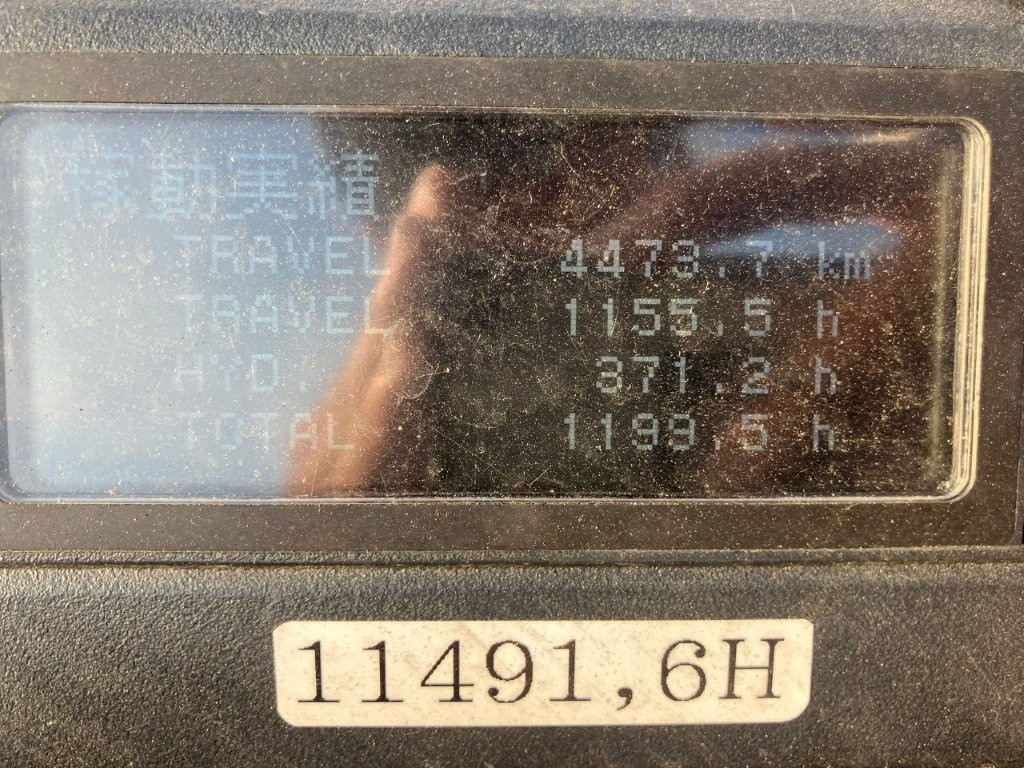 稼動実績
TRAVEL 4473.7 km
TRAVEL 1155.5 h
HYD. 371.2 h
TOTAL 1199.5 h
11491,6H